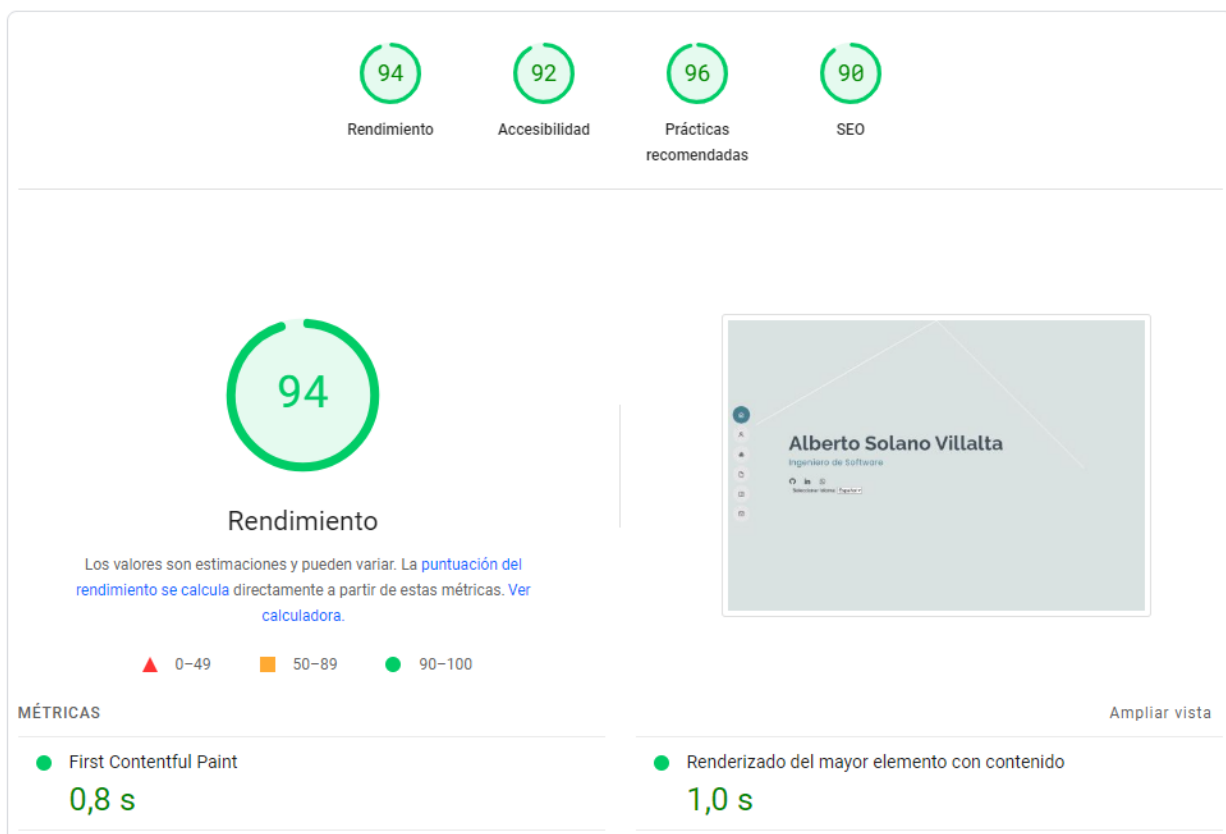 94
92
96
90
Rendimiento
Accesibilidad
Prácticas
recomendadas
SEO
94
Rendimiento
Los valores son estimaciones y pueden variar. La puntuación del
rendimiento se calcula directamente a partir de estas métricas. Ver
calculadora.
0–49
50–89
90–100
Alberto Solano Villalta
Ingeniero de Software
Seleccionar idioma: Español
MÉTRICAS
Ampliar vista
First Contentful Paint
0,8 s
Renderizado del mayor elemento con contenido
1,0 s